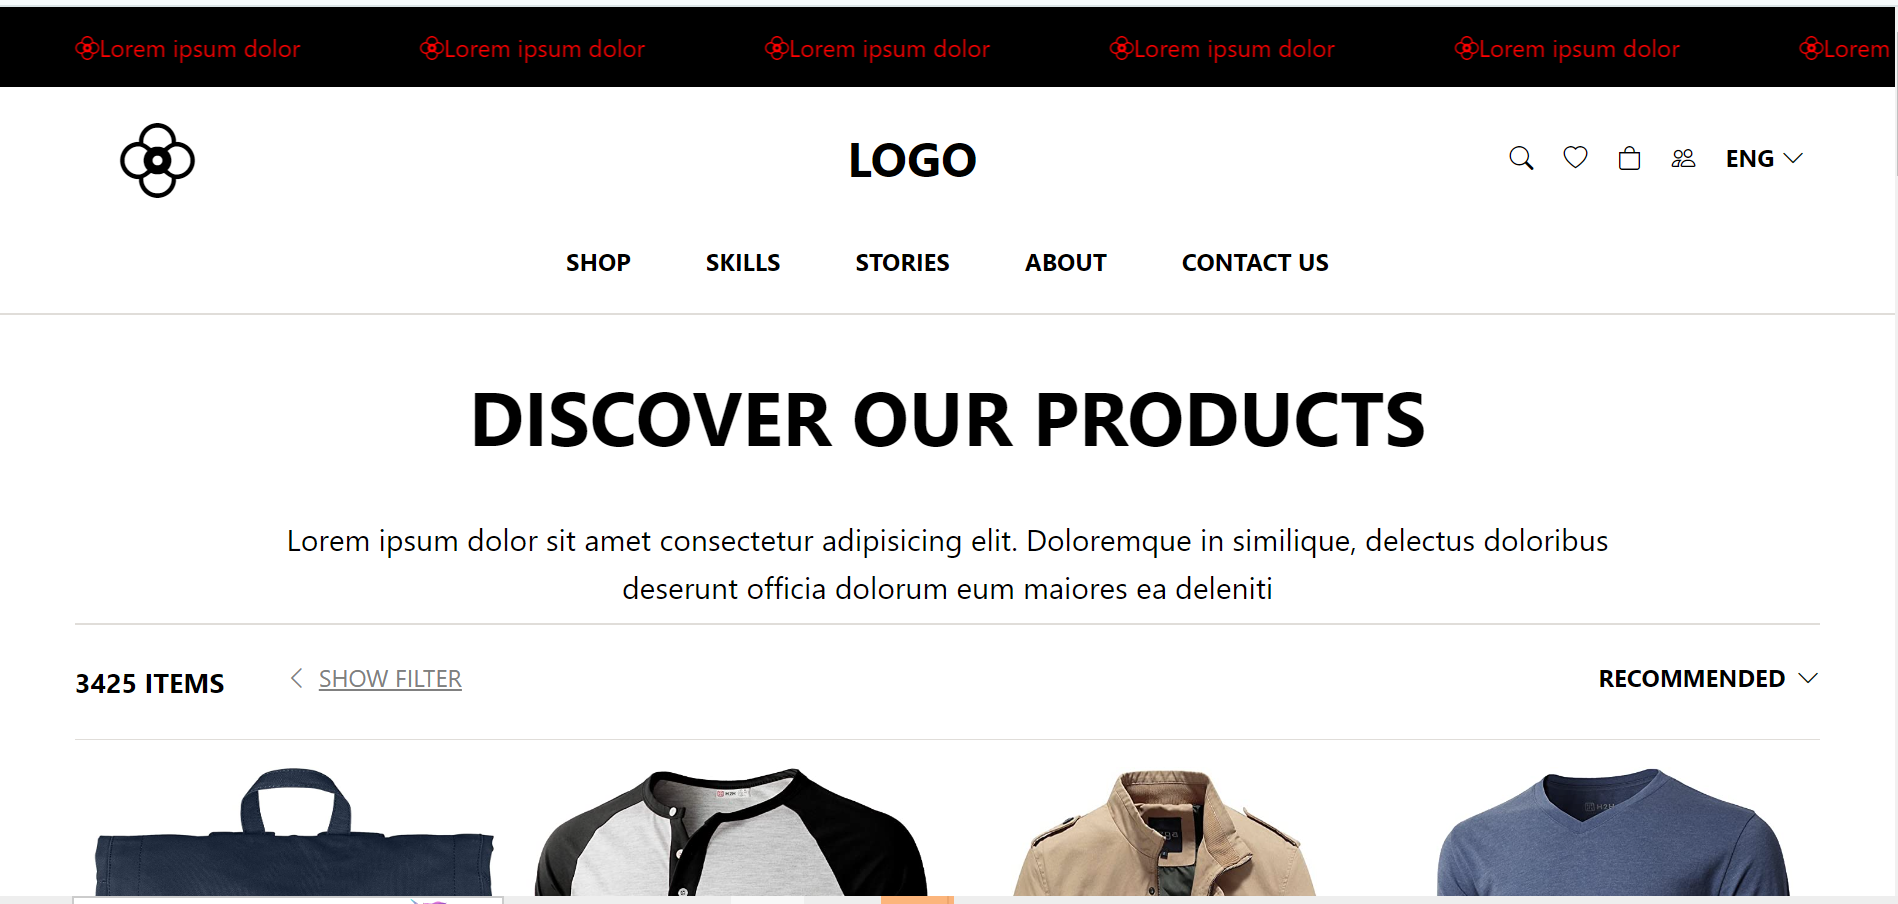 Lorem ipsum dolor Lorem ipsum dolor Lorem ipsum dolor Lorem ipsum dolor Lorem ipsum dolor Lorem
LOGO
ENG
SHOP SKILLS STORIES ABOUT CONTACT US
DISCOVER OUR PRODUCTS
Lorem ipsum dolor sit amet consectetur adipisicing elit. Doloremque in similique, delectus doloribus
deserunt officia dolorum eum maiores ea deleniti
3425 ITEMS SHOW FILTER RECOMMENDED
H2H